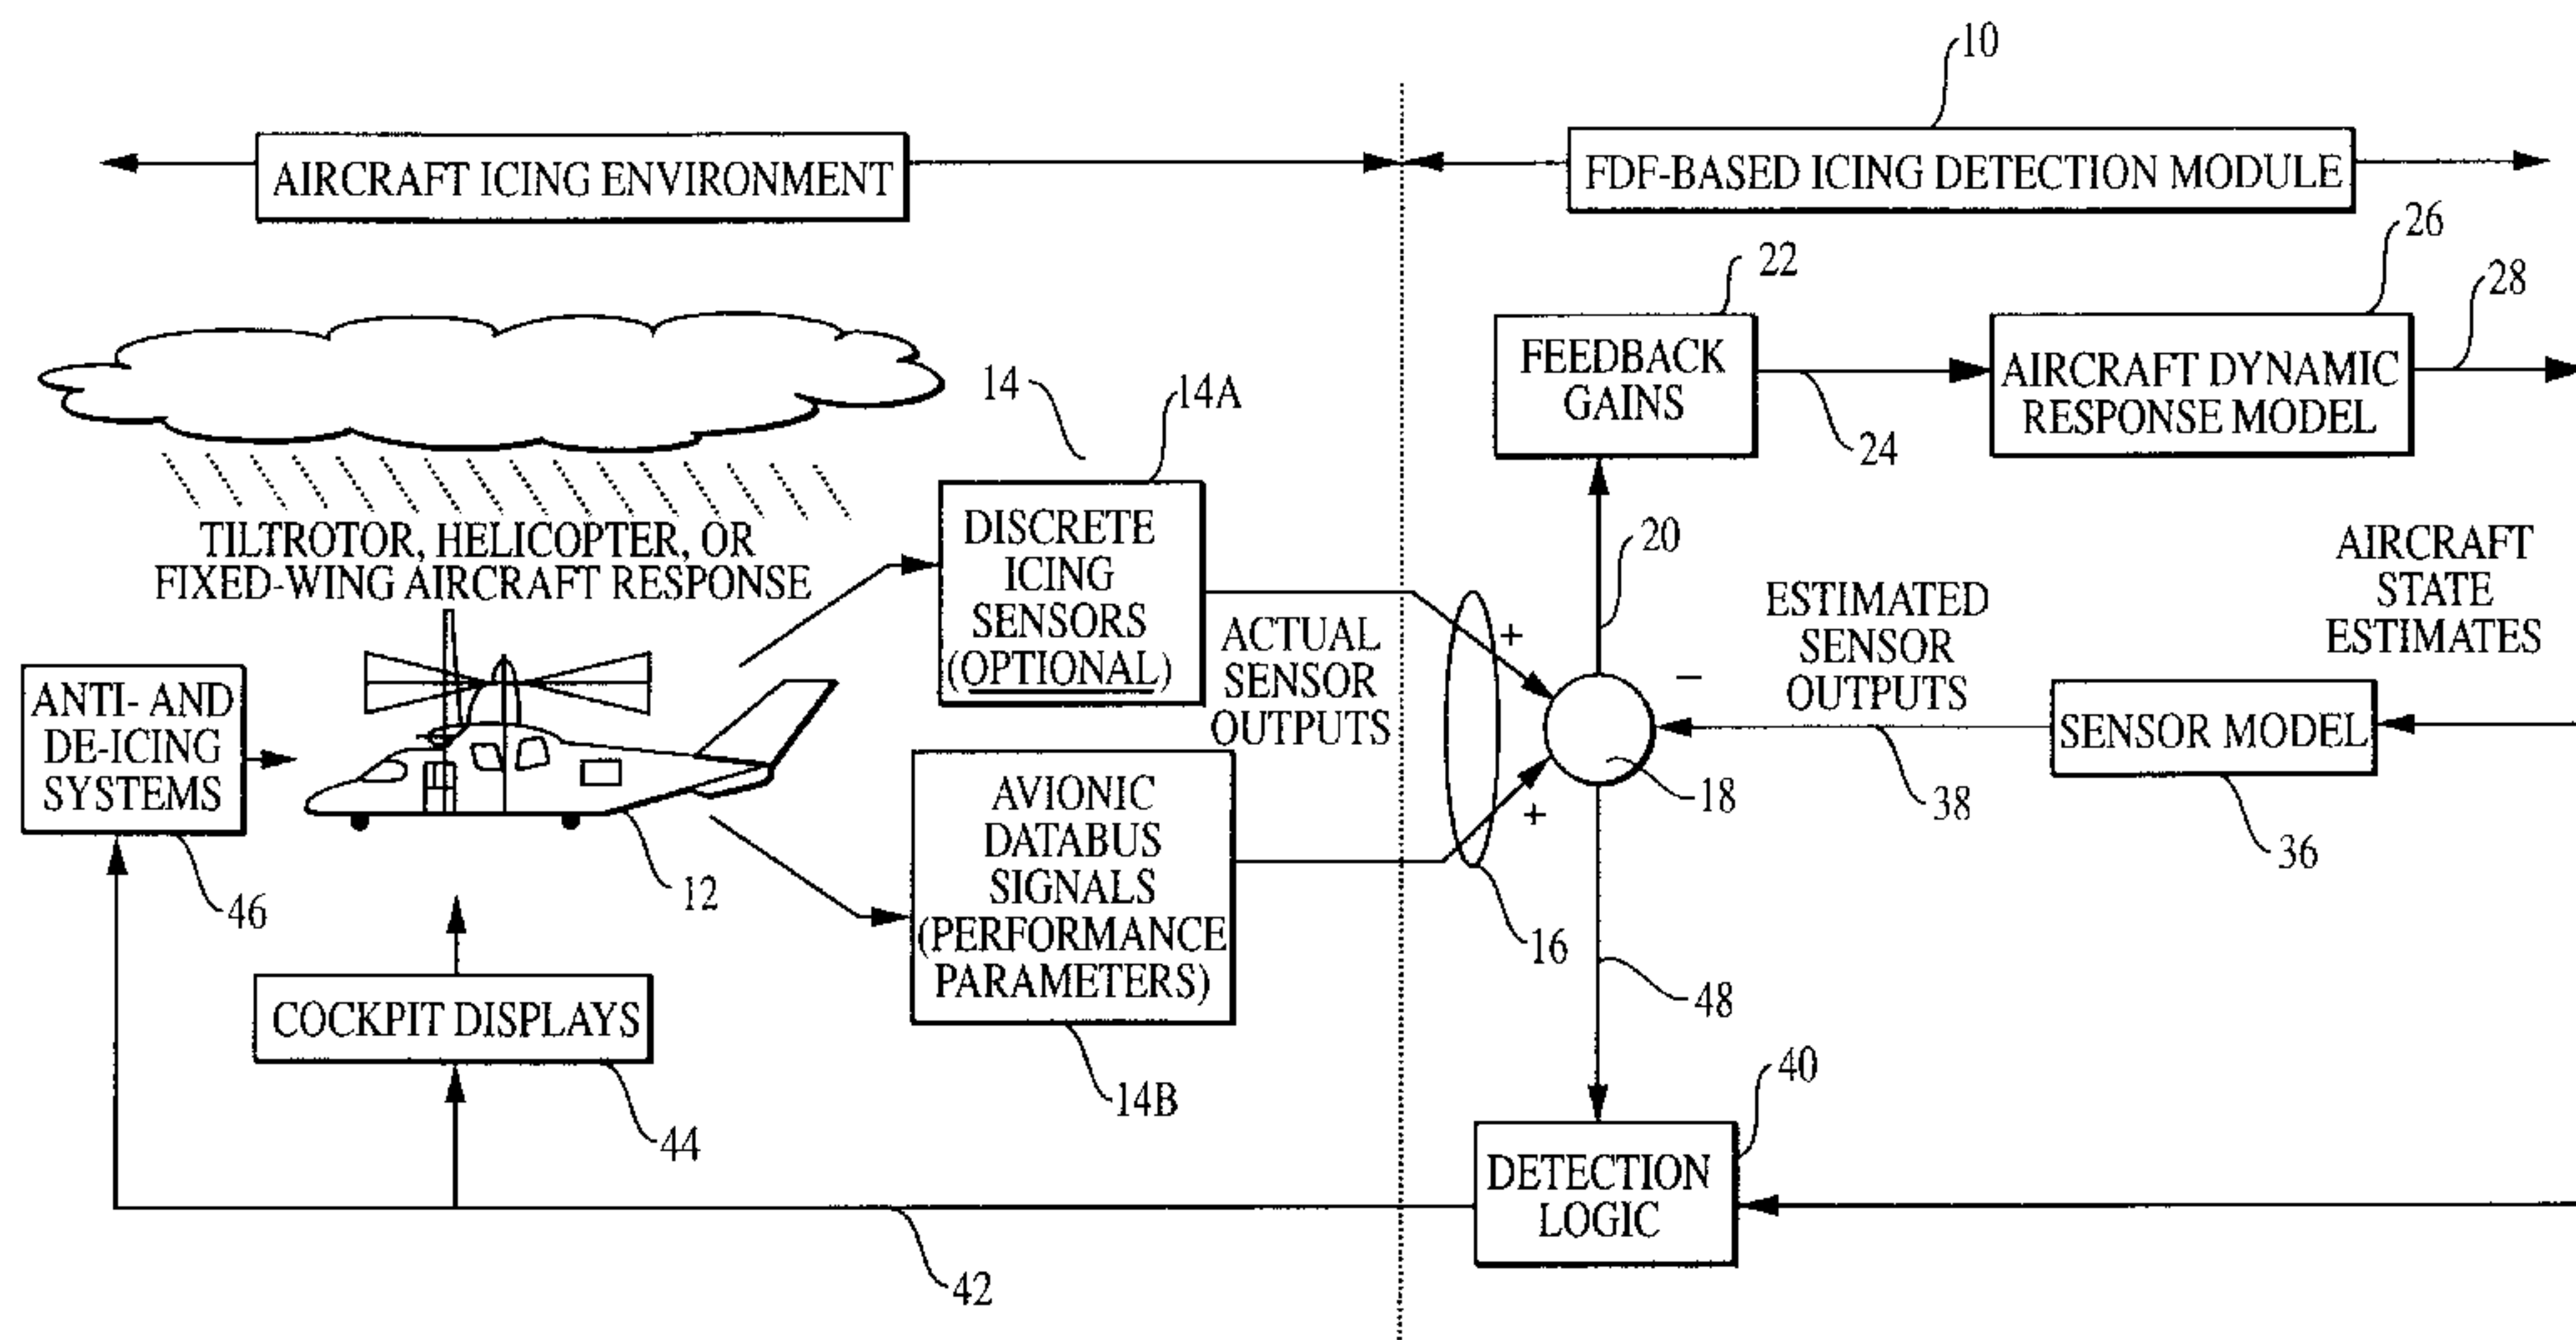 10
AIRCRAFT ICING ENVIRONMENT
FDF-BASED ICING DETECTION MODULE
26
22
28
FEEDBACK
GAINS
AIRCRAFT DYNAMIC
RESPONSE MODEL
24
14
14A
TILTROTOR, HELICOPTER, OR
FIXED-WING AIRCRAFT RESPONSE
DISCRETE
ICING
SENSORS
(OPTIONAL)
ACTUAL
SENSOR
OUTPUTS
+
20
−
ESTIMATED
SENSOR
OUTPUTS
AIRCRAFT
STATE
ESTIMATES
ANTI- AND
DE-ICING
SYSTEMS
SENSOR MODEL
18
38
36
+
46
12
AVIONIC
DATABUS
SIGNALS
(PERFORMANCE
PARAMETERS)
16
48
COCKPIT DISPLAYS
44
14B
40
DETECTION
LOGIC
42